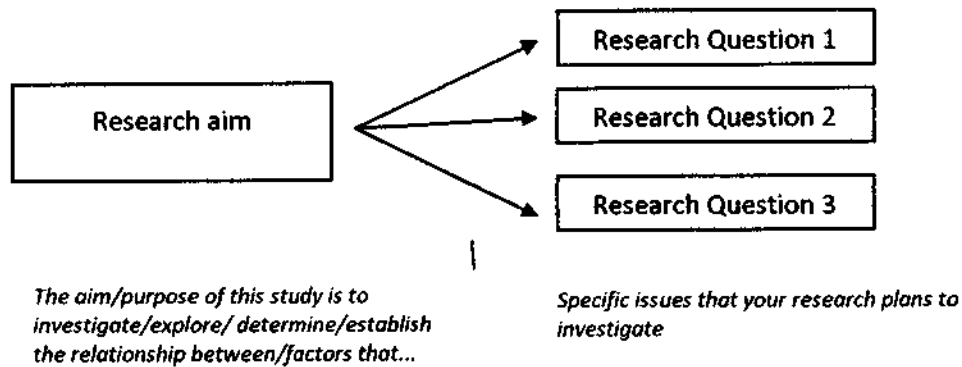 Research aim
Research Question 1
Research Question 2
Research Question 3
The aim/purpose of this study is to
investigate/explore/ determine/establish
the relationship between/factors that...
Specific issues that your research plans to
investigate